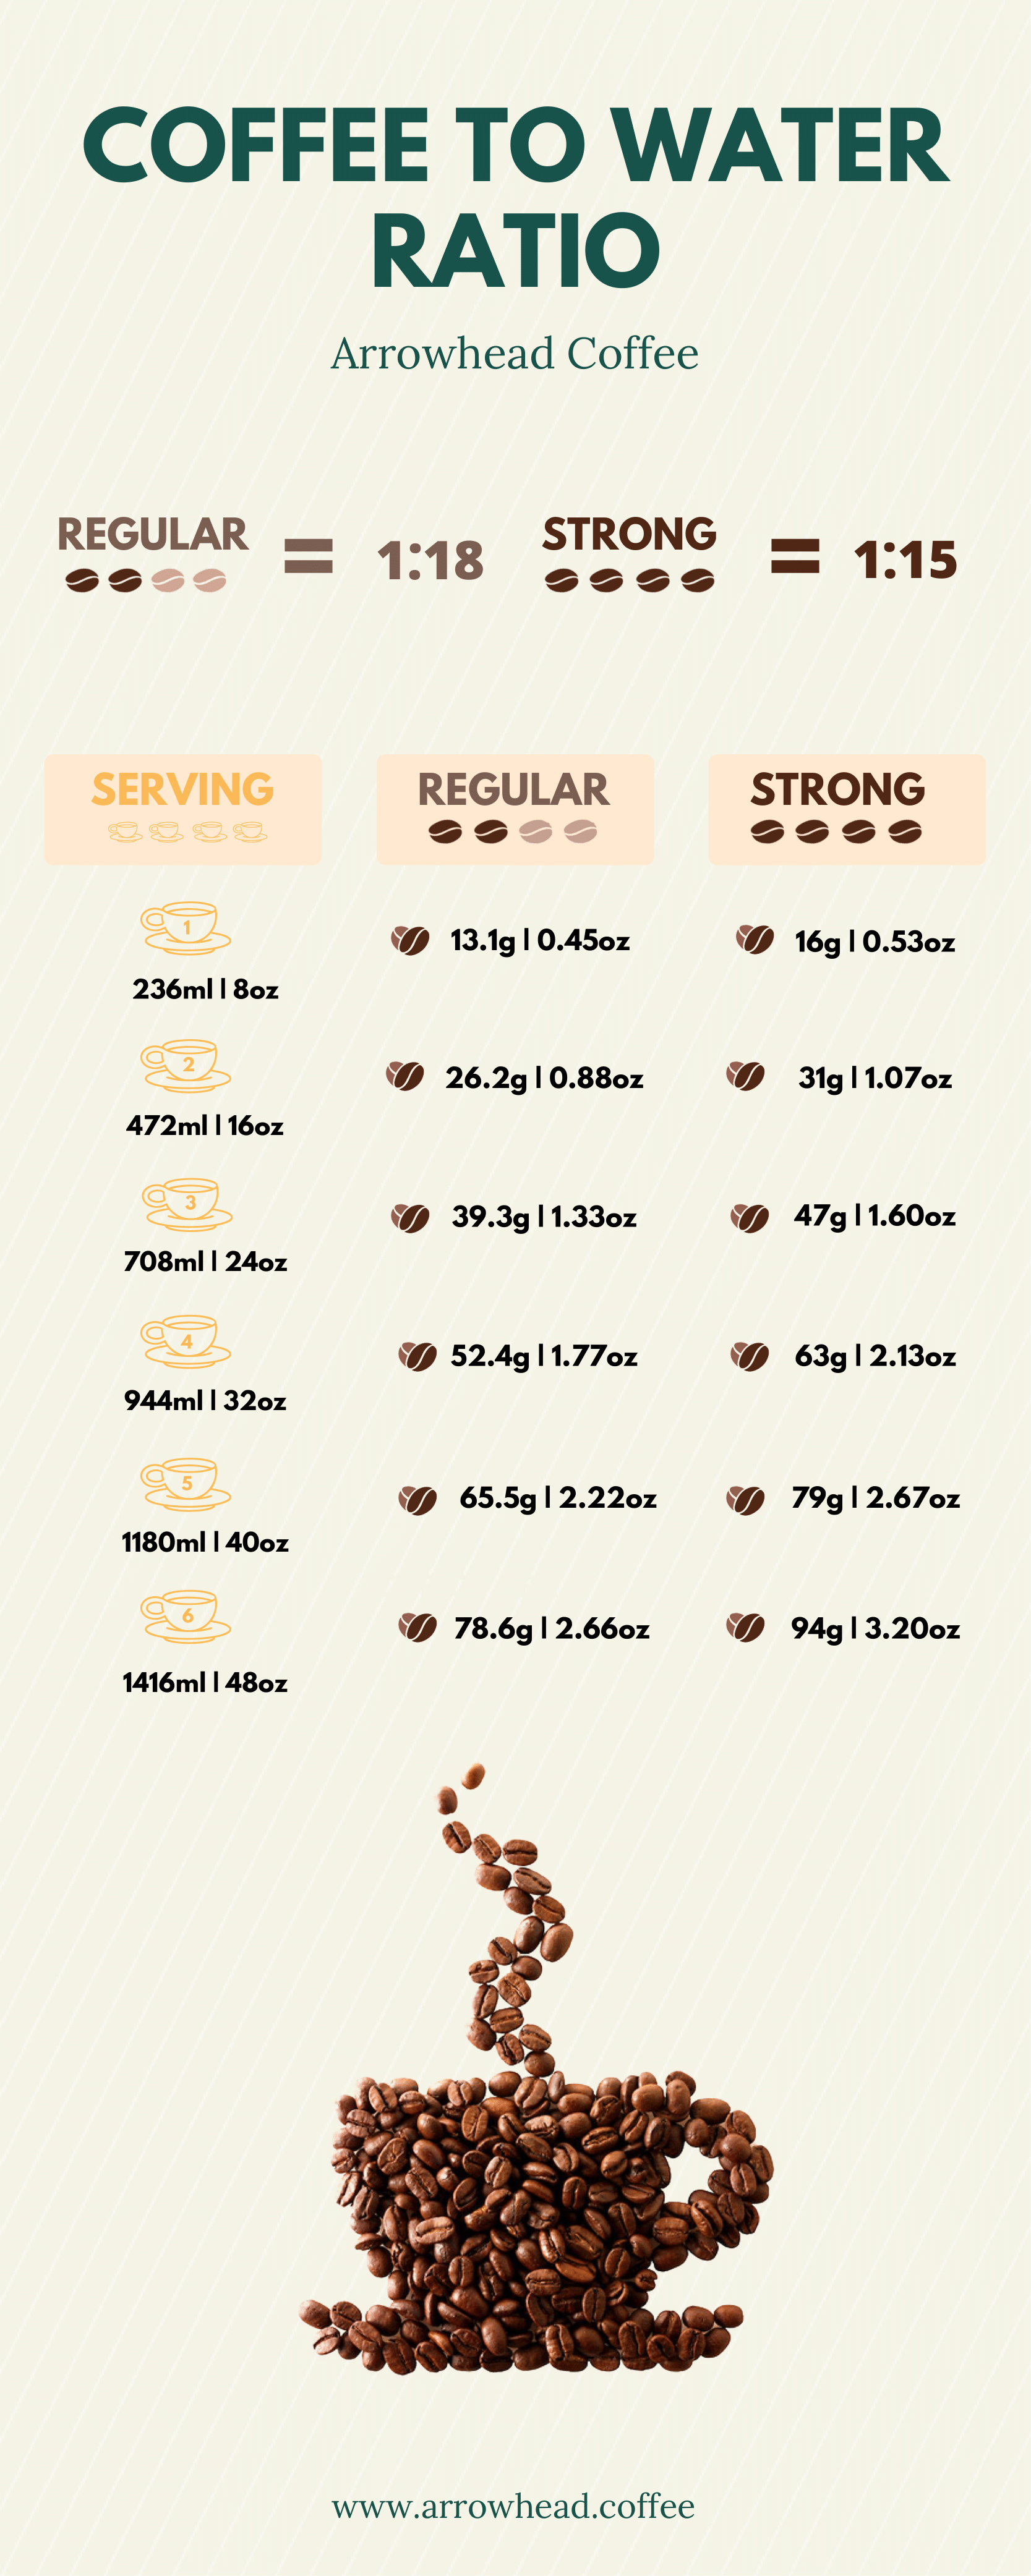 COFFEE TO WATER
RATIO
Arrowhead Coffee
REGULAR = 1:18 STRONG = 1:15
SERVING REGULAR STRONG
1 13.1g | 0.45oz 16g | 0.53oz
236ml | 8oz
2 26.2g | 0.88oz 31g | 1.07oz
472ml | 16oz
3 39.3g | 1.33oz 47g | 1.60oz
708ml | 24oz
4 52.4g | 1.77oz 63g | 2.13oz
944ml | 32oz
5 65.5g | 2.22oz 79g | 2.67oz
1180ml | 40oz
6 78.6g | 2.66oz 94g | 3.20oz
1416ml | 48oz
www.arrowhead.coffee